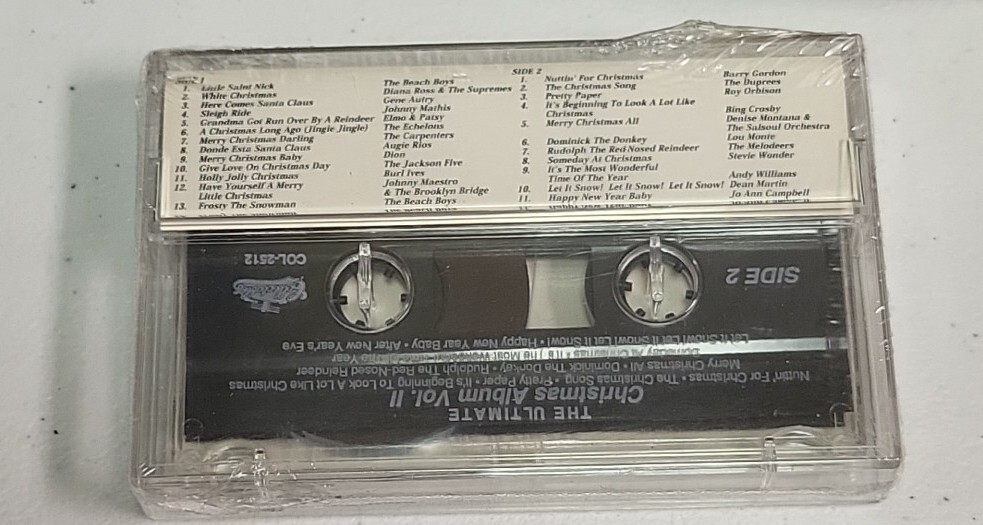 SIDE 1
1. Little Saint Nick The Beach Boys
2. White Christmas Diana Ross & The Supremes
3. Here Comes Santa Claus Gene Autry
4. Sleigh Ride Johnny Mathis
5. Grandma Got Run Over By A Reindeer Elmo & Patsy
6. A Christmas Long Ago (Jingle Jingle) The Echelons
7. Merry Christmas Darling The Carpenters
8. Donde Esta Santa Claus Augie Rios
9. Merry Christmas Baby Dion
10. Give Love On Christmas Day The Jackson Five
11. Holly Jolly Christmas Burl Ives
12. Have Yourself A Merry Johnny Maestro
Little Christmas & The Brooklyn Bridge
13. Frosty The Snowman The Beach Boys
SIDE 2
1. Nuttin' For Christmas Barry Gordon
2. The Christmas Song The Duprees
3. Pretty Paper Roy Orbison
4. It's Beginning To Look A Lot Like
Christmas Bing Crosby
5. Merry Christmas All Denise Montana &
The Salsoul Orchestra
6. Dominick The Donkey Lou Monte
7. Rudolph The Red-Nosed Reindeer The Melodeers
8. Someday At Christmas Stevie Wonder
9. It's The Most Wonderful
Time Of The Year Andy Williams
10. Let It Snow! Let It Snow! Let It Snow! Dean Martin
11. Happy New Year Baby Jo Ann Campbell
THE ULTIMATE
Christmas Album Vol. II
Nuttin' For Christmas • The Christmas Song • Pretty Paper • It's Beginning To Look A Lot Like Christmas
Merry Christmas All • Dominick The Donkey • Rudolph The Red-Nosed Reindeer
Someday At Christmas • It's The Most Wonderful Time Of The Year
Let It Snow! Let It Snow! Let It Snow! • Happy New Year Baby • After New Year's Eve
SIDE 2
COL-2512